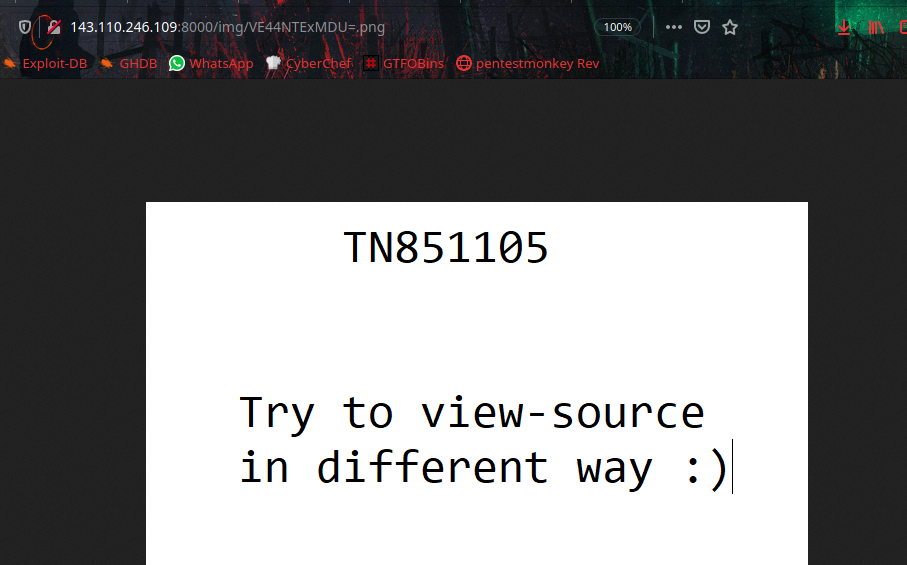 143.110.246.109:8000/img/VE44NTExMDU=.png 100%
Exploit-DB GHDB WhatsApp CyberChef GTFOBins pentestmonkey Rev
TN851105
Try to view-source
in different way :)